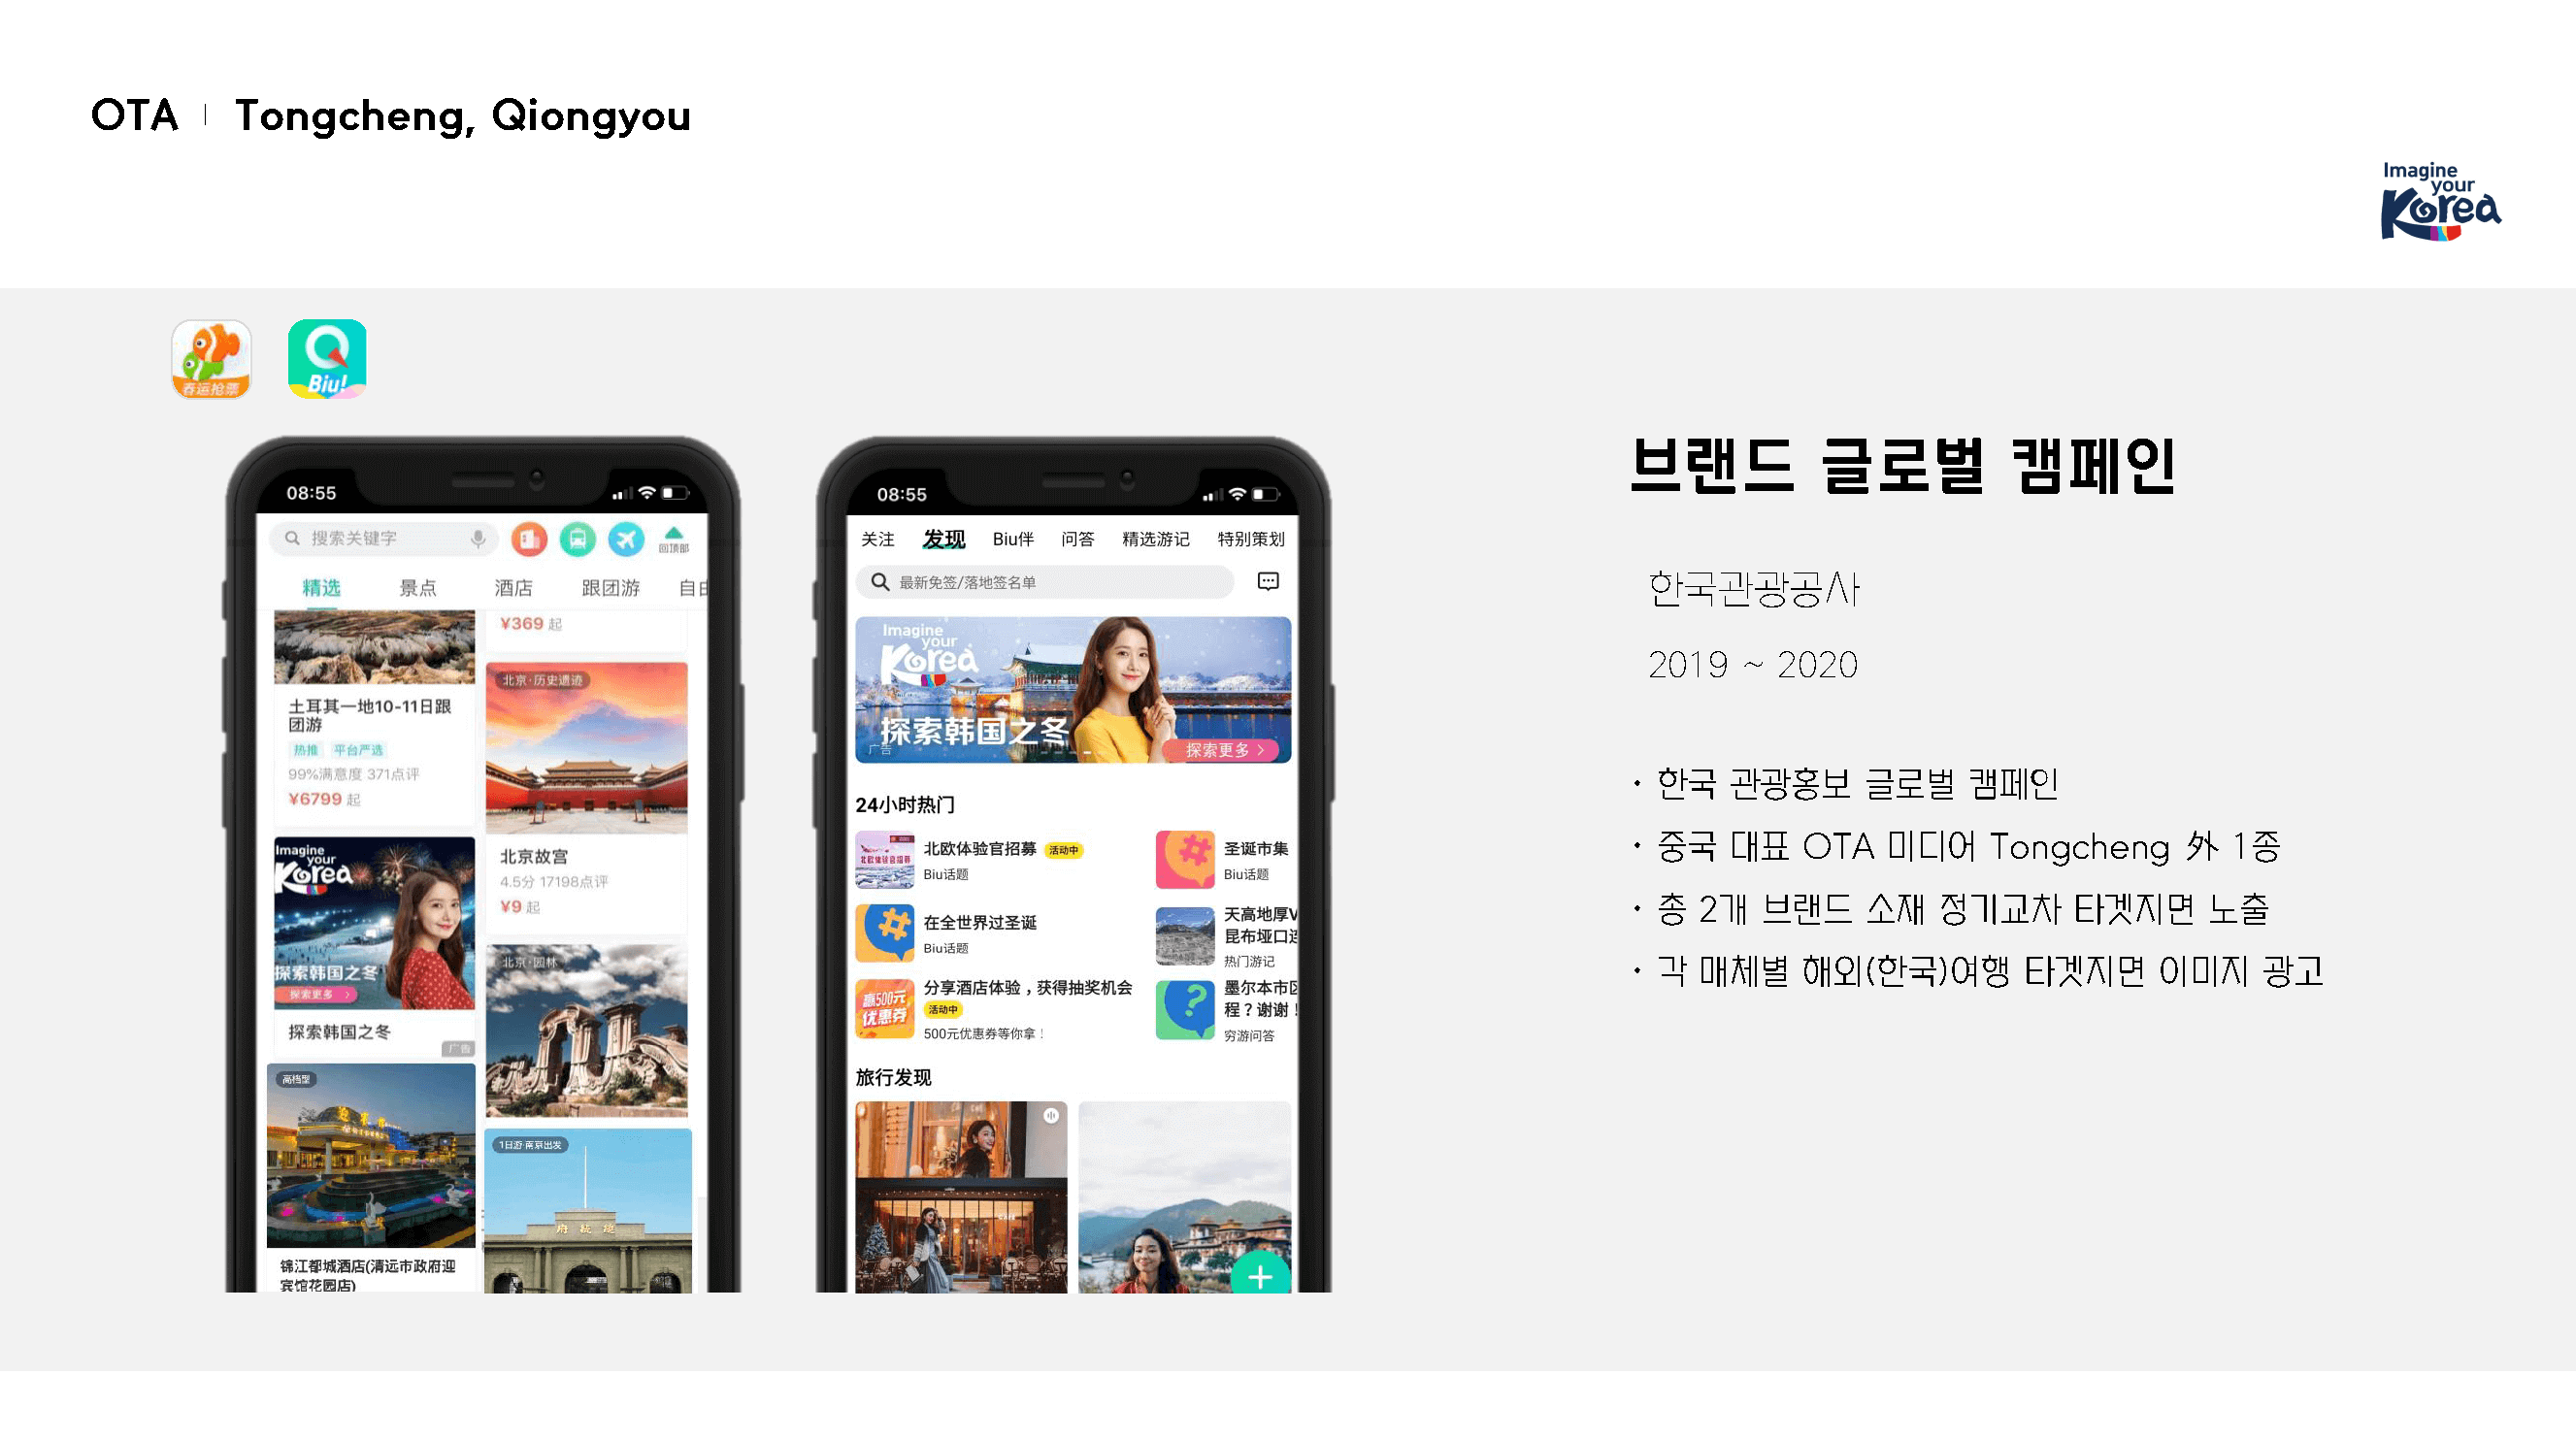 OTA | Tongcheng, Qiongyou
Imagine
your
Korea
春运抢票
Biu!
08:55
搜索关键字
回顶部
精选 景点 酒店 跟团游 自由
土耳其一地10-11日跟
团游
热推 平台严选
99%满意度 371点评
¥6799 起
Imagine
your
Korea
探索韩国之冬
探索更多 >
探索韩国之冬
广告
高档型
锦江都城酒店(清远市政府迎
宾馆花园店)
¥369 起
北京·历史遗迹
北京故宫
4.5分 17198点评
¥9 起
北京·园林
1日游·南京出发
08:55
关注 发现 Biu伴 问答 精选游记 特别策划
最新免签/落地签名单
Imagine
your
Korea
探索韩国之冬
广告
探索更多 >
24小时热门
北欧体验官招募 活动中
Biu话题
在全世界过圣诞
Biu话题
赢500元
优惠券
分享酒店体验，获得抽奖机会
活动中
500元优惠券等你拿！
圣诞市集
Biu话题
天高地厚V
昆布垭口
热门游记
墨尔本市区
程？谢谢！
穷游问答
旅行发现
브랜드 글로벌 캠페인
한국관광공사
2019 ~ 2020
· 한국 관광홍보 글로벌 캠페인
· 중국 대표 OTA 미디어 Tongcheng 外 1종
· 총 2개 브랜드 소재 정기교차 타겟지면 노출
· 각 매체별 해외(한국)여행 타겟지면 이미지 광고